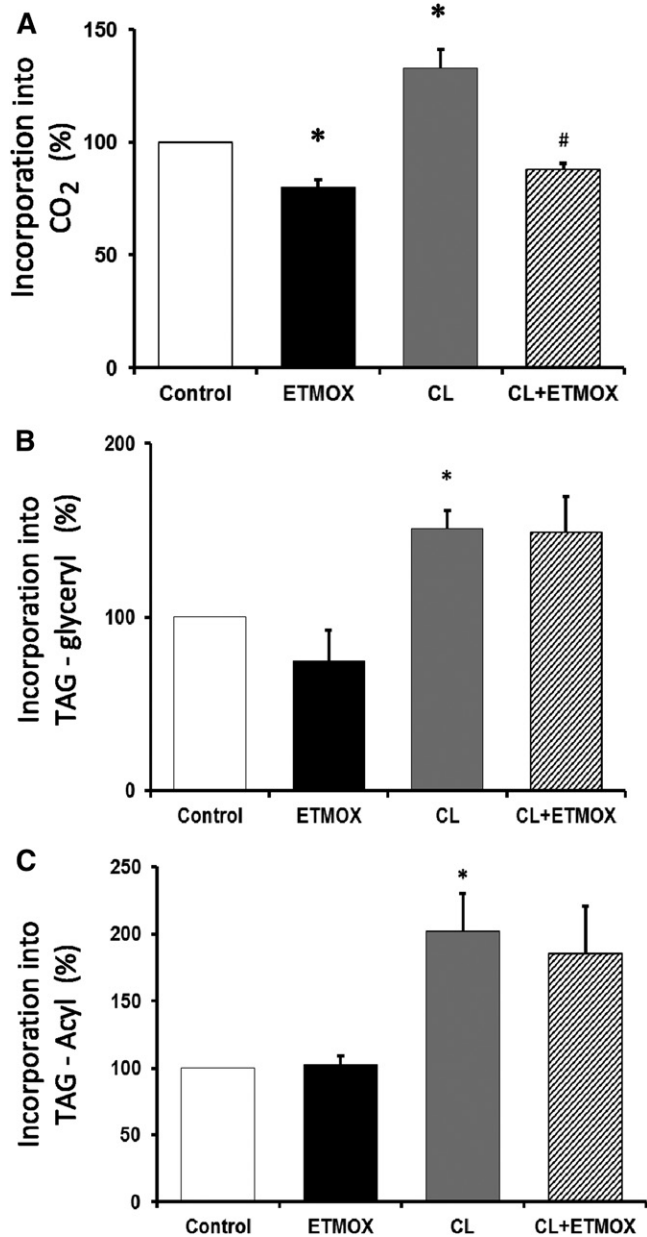 A
Incorporation into
CO2 (%)
150
100
50
0
*
*
#
Control ETMOX CL CL+ETMOX
B
Incorporation into
TAG - glyceryl (%)
200
100
0
*
Control ETMOX CL CL+ETMOX
C
Incorporation into
TAG - Acyl (%)
250
200
150
100
50
0
*
Control ETMOX CL CL+ETMOX